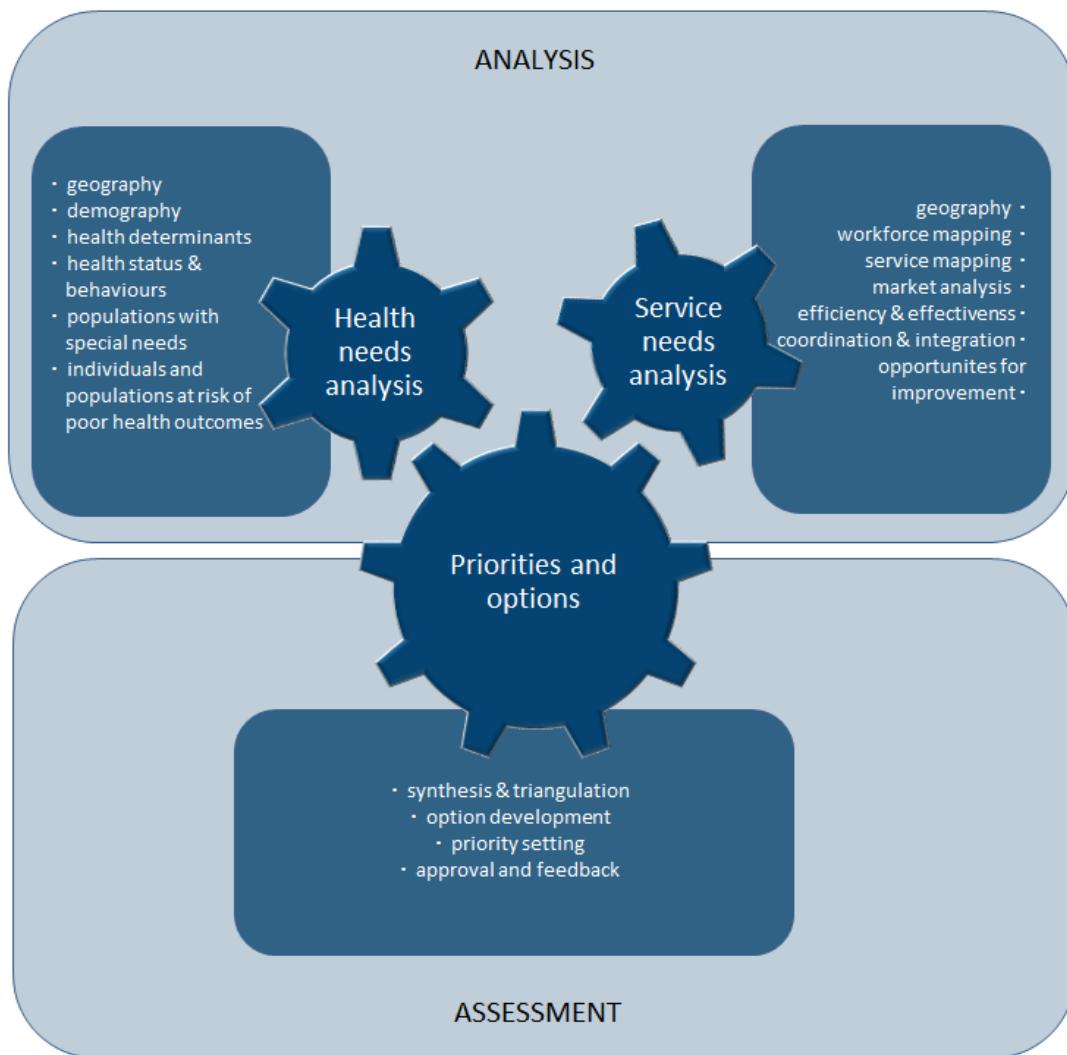 ANALYSIS
· geography
· demography
· health determinants
· health status &
behaviours
· populations with
special needs
· individuals and
populations at risk of
poor health outcomes
Health
needs
analysis
Service
needs
analysis
geography ·
workforce mapping ·
service mapping ·
market analysis ·
efficiency & effectivenss ·
coordination & integration ·
opportunites for
improvement ·
Priorities and
options
· synthesis & triangulation
· option development
· priority setting
· approval and feedback
ASSESSMENT